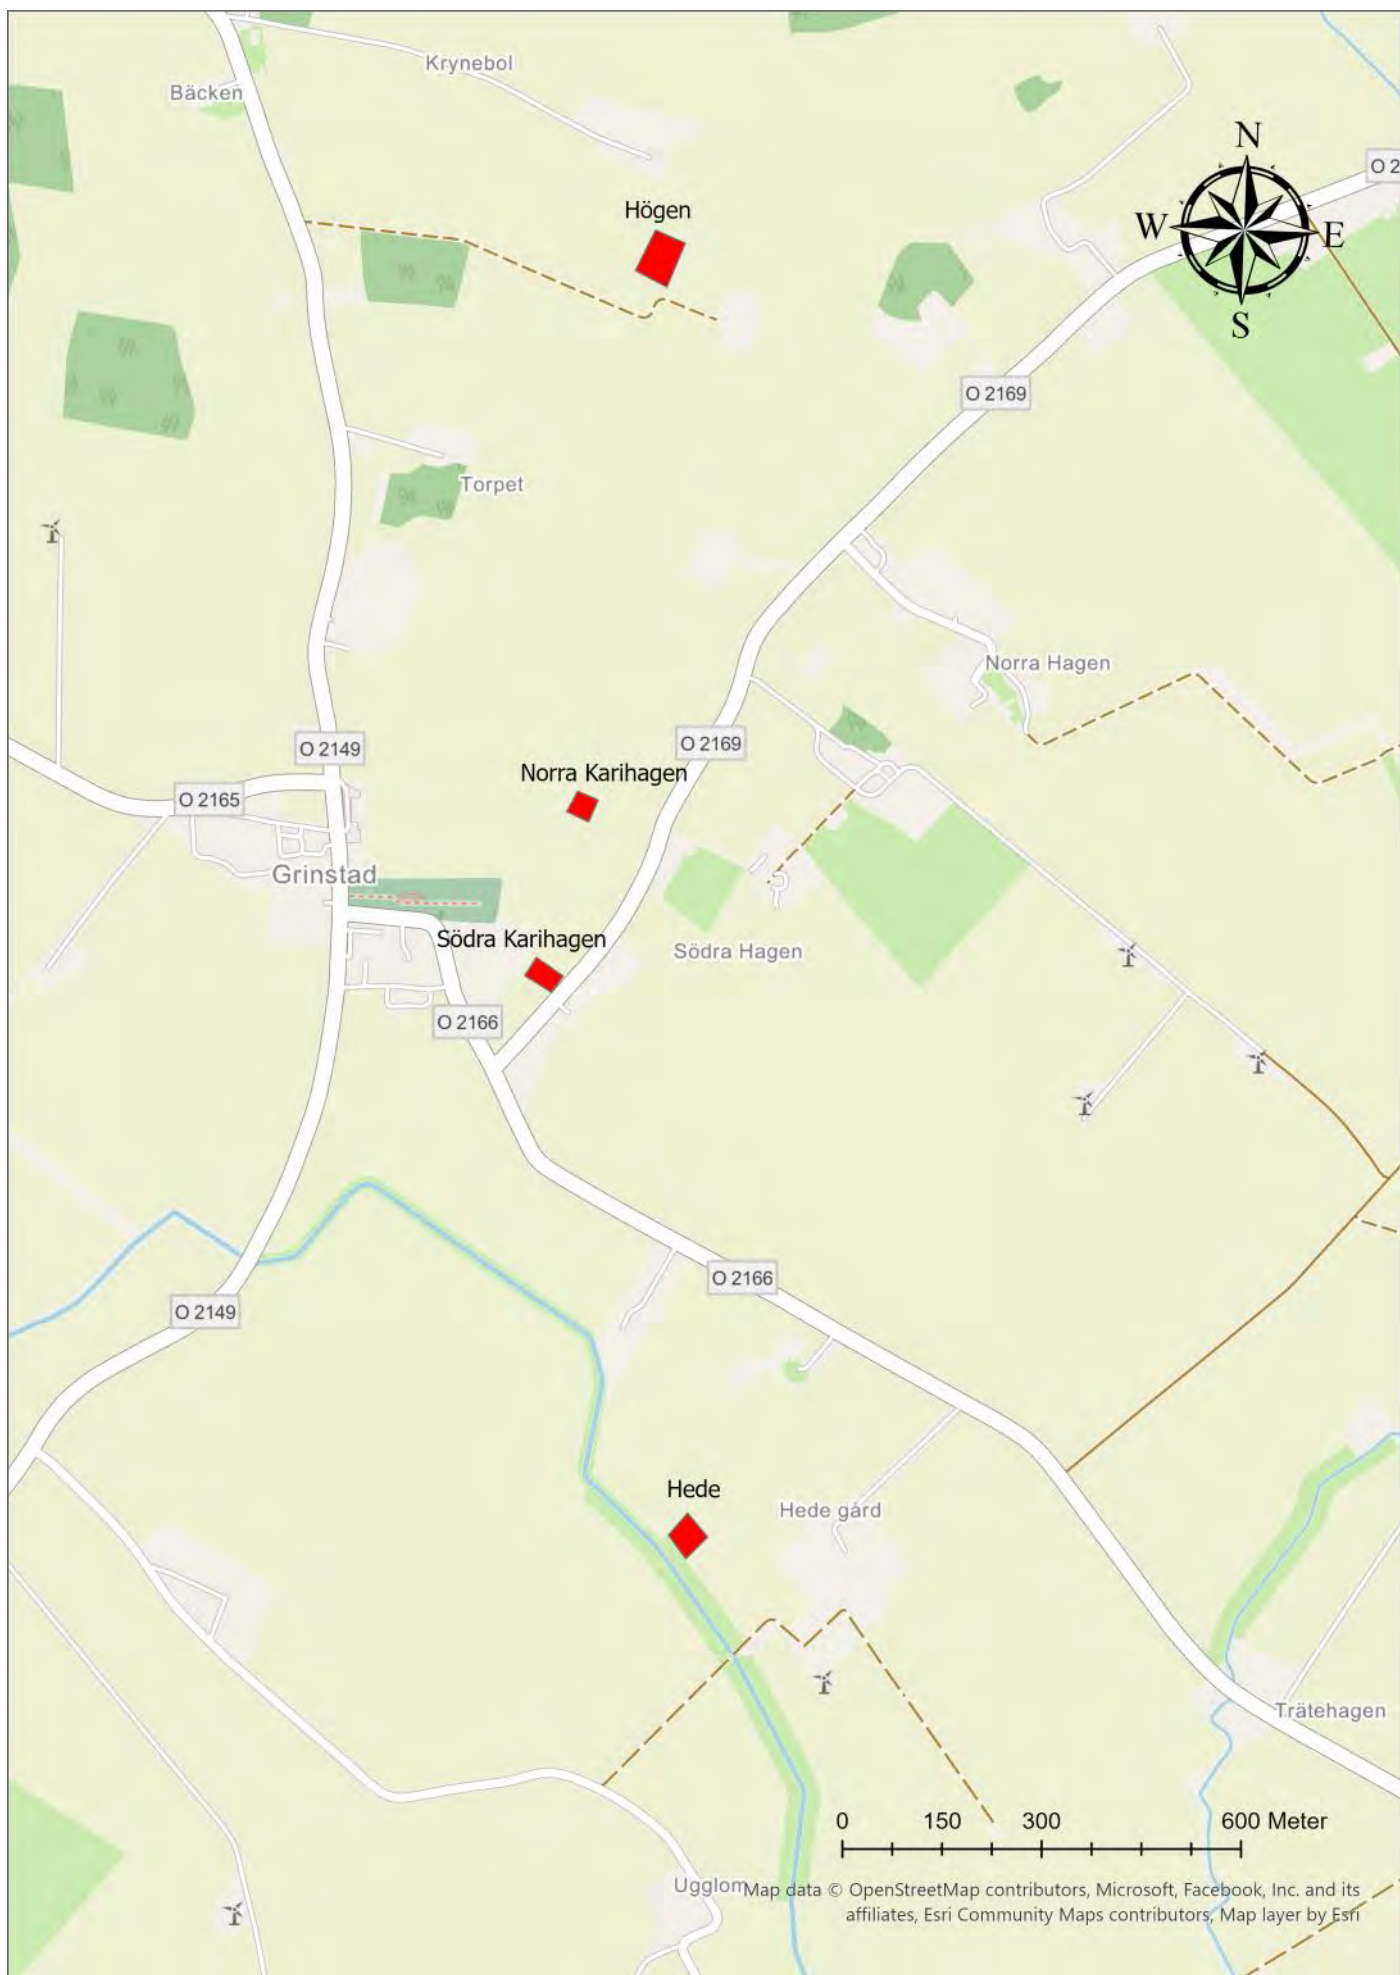 Krynebol
Bäcken
N
O 2
Högen
W
E
S
O 2169
Torpet
Norra Hagen
O 2149
O 2169
Norra Karihagen
O 2165
Grinstad
Södra Karihagen
Södra Hagen
O 2166
O 2166
O 2149
Hede
Hede gård
Trätehagen
0 150 300 600 Meter
Ugglom
Map data © OpenStreetMap contributors, Microsoft, Facebook, Inc. and its
affiliates, Esri Community Maps contributors, Map layer by Esri